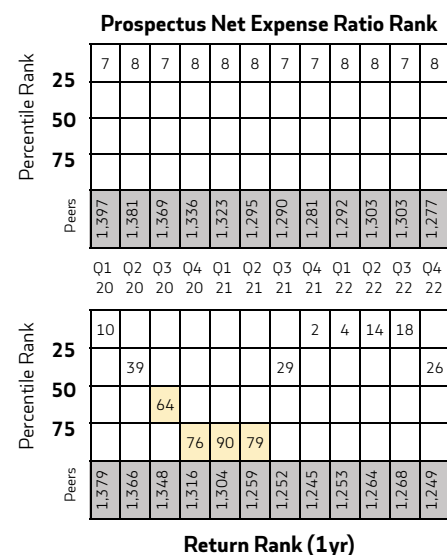 Prospectus Net Expense Ratio Rank
Percentile Rank
7 8 7 8 8 8 7 7 8 8 7 8
25
50
75
Peers 1,397 1,381 1,369 1,336 1,323 1,295 1,290 1,281 1,292 1,303 1,303 1,277
Q1 Q2 Q3 Q4 Q1 Q2 Q3 Q4 Q1 Q2 Q3 Q4
20 20 20 20 21 21 21 21 22 22 22 22
Percentile Rank
10 2 4 14 18
25
39 29 26
50
64
75
76 90 79
Peers 1,379 1,366 1,348 1,316 1,304 1,259 1,252 1,245 1,253 1,264 1,268 1,249
Return Rank (1yr)